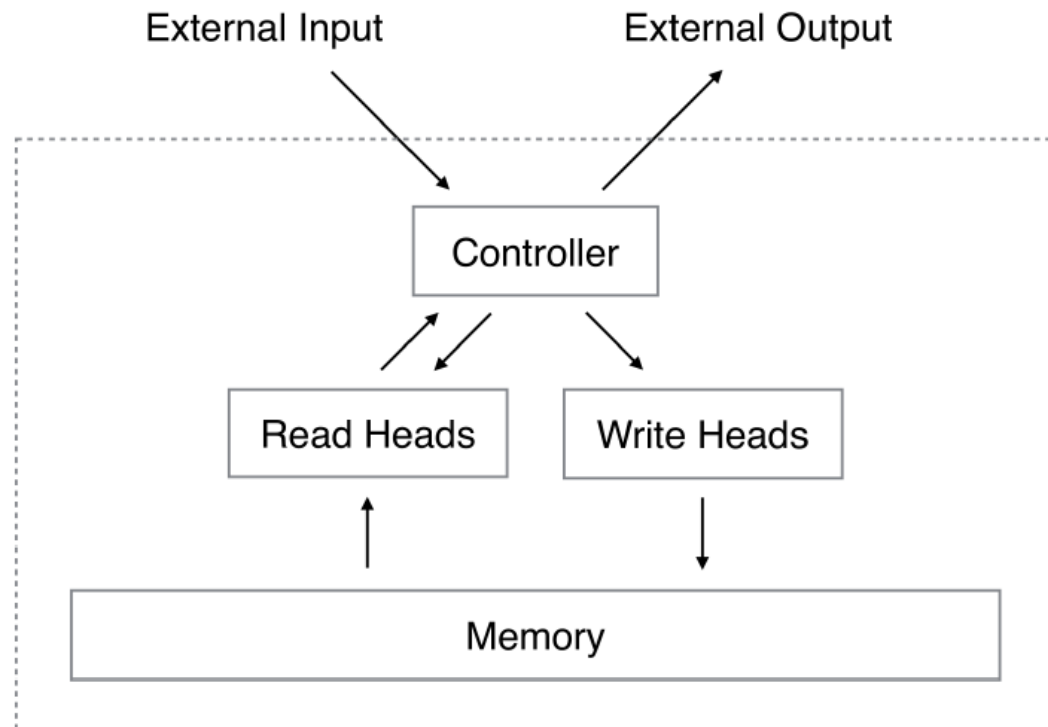 External Input
External Output
Controller
Read Heads
Write Heads
Memory